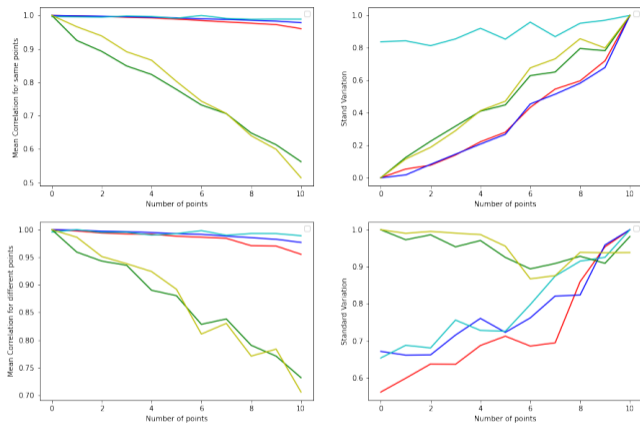 1.0
0.9
0.8
0.7
0.6
0.5
Mean Correlation for same points
0 2 4 6 8 10
Number of points
1.0
0.8
0.6
0.4
0.2
0.0
Stand Variation
0 2 4 6 8 10
Number of points
1.00
0.95
0.90
0.85
0.80
0.75
0.70
Mean Correlation for different points
0 2 4 6 8 10
Number of points
1.0
0.9
0.8
0.7
0.6
Standard Variation
0 2 4 6 8 10
Number of points